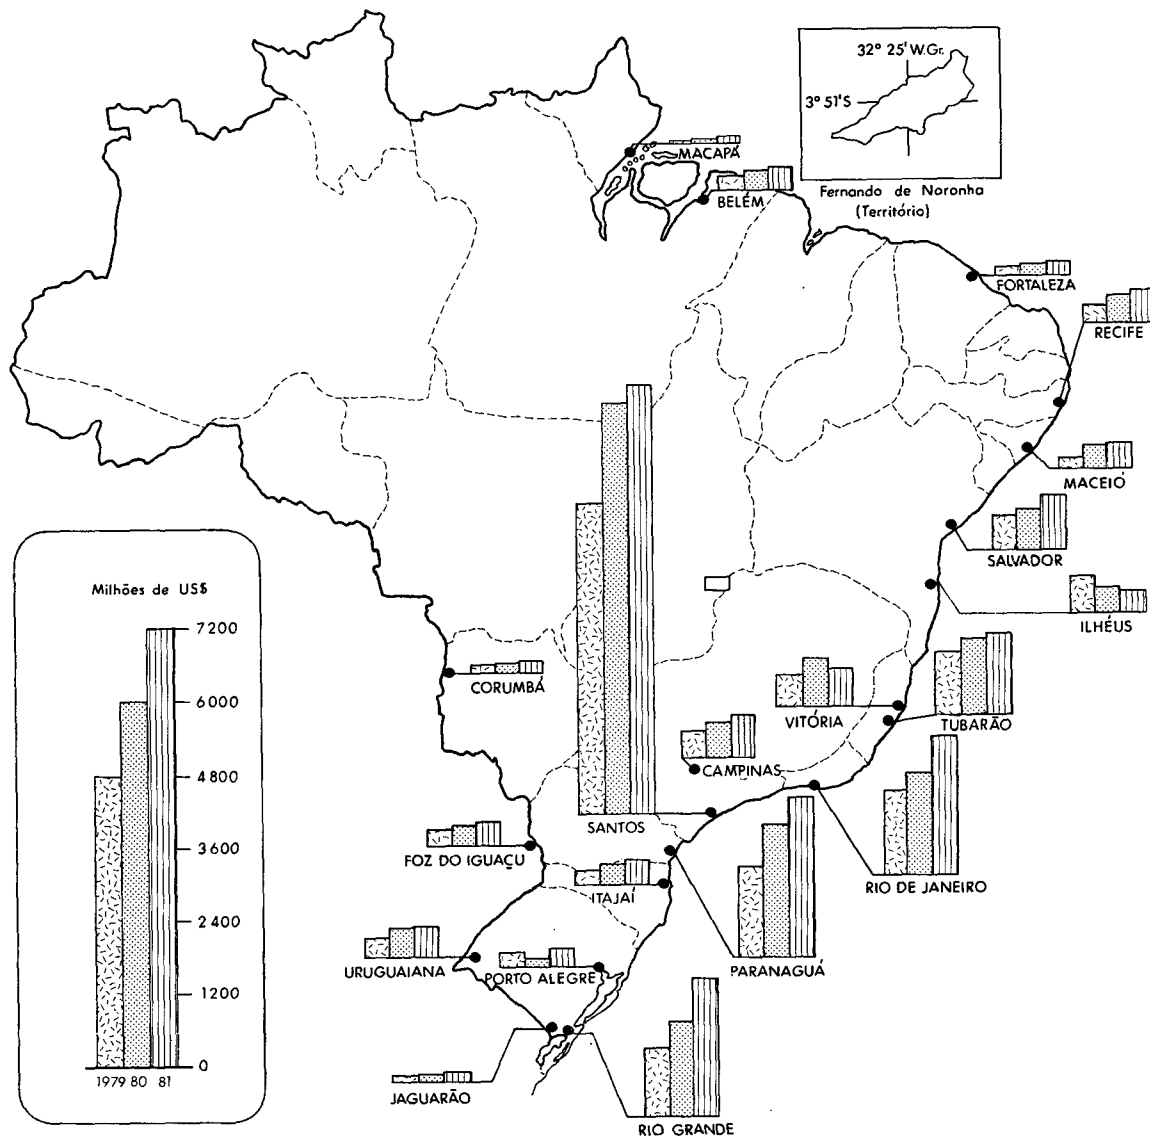 32° 25' W.Gr.
3° 51'S
Fernando de Noronha
(Território)
MACAPÁ
BELÉM
FORTALEZA
RECIFE
MACEIÓ
SALVADOR
ILHÉUS
Milhões de US$
7200
6000
4800
3600
2400
1200
0
1979 80 81
CORUMBÁ
VITÓRIA
TUBARÃO
CAMPINAS
SANTOS
FOZ DO IGUAÇU
ITAJAÍ
RIO DE JANEIRO
URUGUAIANA
PORTO ALEGRE
PARANAGUÁ
JAGUARÃO
RIO GRANDE